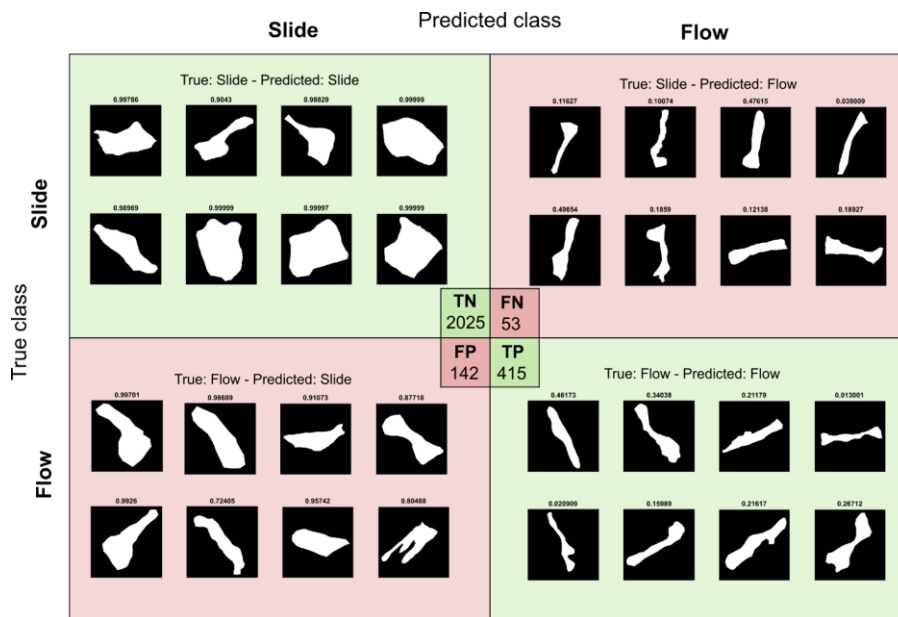 Predicted class
Slide
Flow
True class
Slide
True: Slide - Predicted: Slide
0.99786 0.9043 0.98829 0.99999
0.98969 0.99999 0.99997 0.99999
True: Slide - Predicted: Flow
0.11627 0.10074 0.47615 0.039009
0.49654 0.1859 0.12138 0.18927
TN FN
2025 53
FP TP
142 415
Flow
True: Flow - Predicted: Slide
0.99701 0.98689 0.91073 0.87718
0.9926 0.72405 0.95742 0.80488
True: Flow - Predicted: Flow
0.46173 0.34038 0.21179 0.013001
0.020909 0.15989 0.21617 0.26712